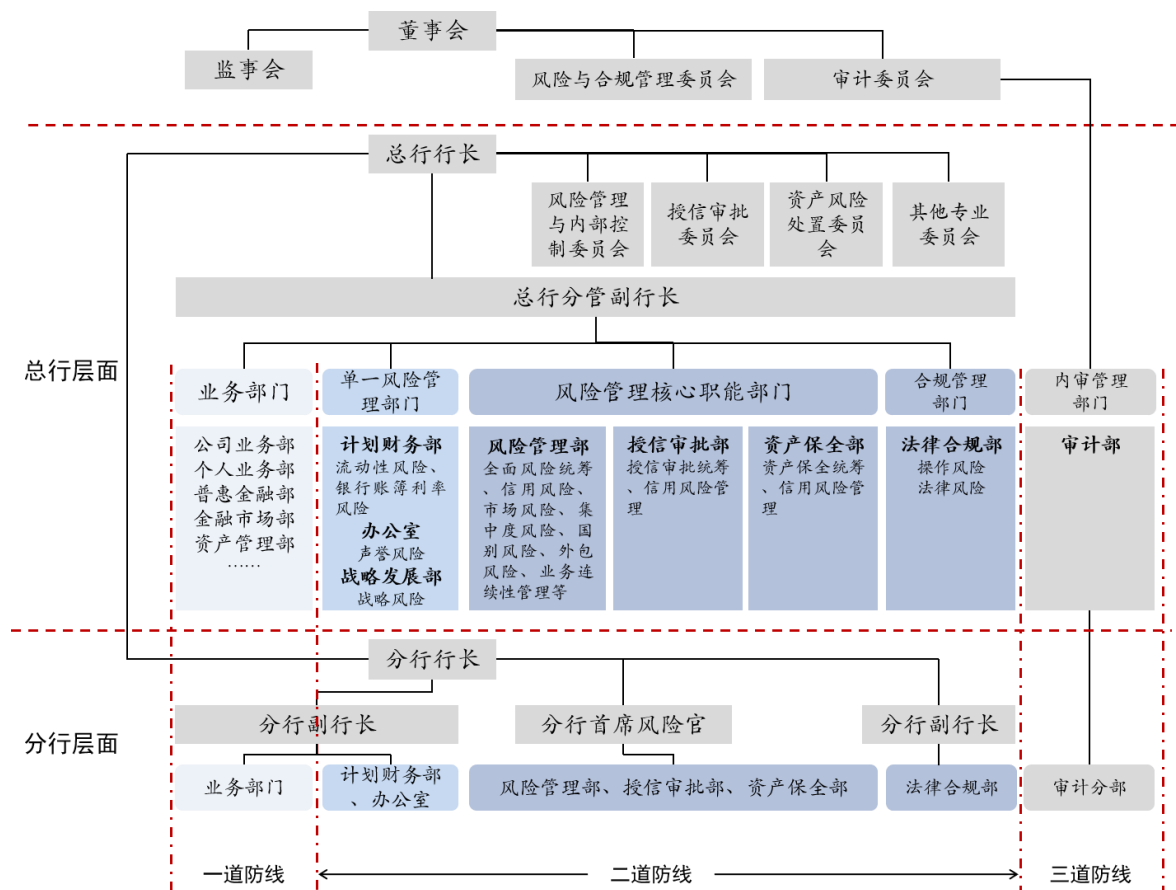 董事会
监事会
风险与合规管理委员会
审计委员会
总行行长
风险管理
与内部控
制委员会
授信审批
委员会
资产风险
处置委员
会
其他专业
委员会
总行分管副行长
总行层面
业务部门
单一风险管
理部门
风险管理核心职能部门
合规管理
部门
内审管理
部门
公司业务部
个人业务部
普惠金融部
金融市场部
资产管理部
……
计划财务部
流动性风险、
银行账薄利率
风险
办公室
声誉风险
战略发展部
战略风险
风险管理部
全面风险统筹
、信用风险、
市场风险、集
中度风险、国
别风险、外包
风险、业务连
续性管理等
授信审批部
授信审批统筹
、信用风险管
理
资产保全部
资产保全统筹
、信用风险管
理
法律合规部
操作风险
法律风险
审计部
分行行长
分行层面
分行副行长
分行首席风险官
分行副行长
业务部门
计划财务部
、办公室
风险管理部、授信审批部、资产保全部
法律合规部
审计分部
一道防线
二道防线
三道防线